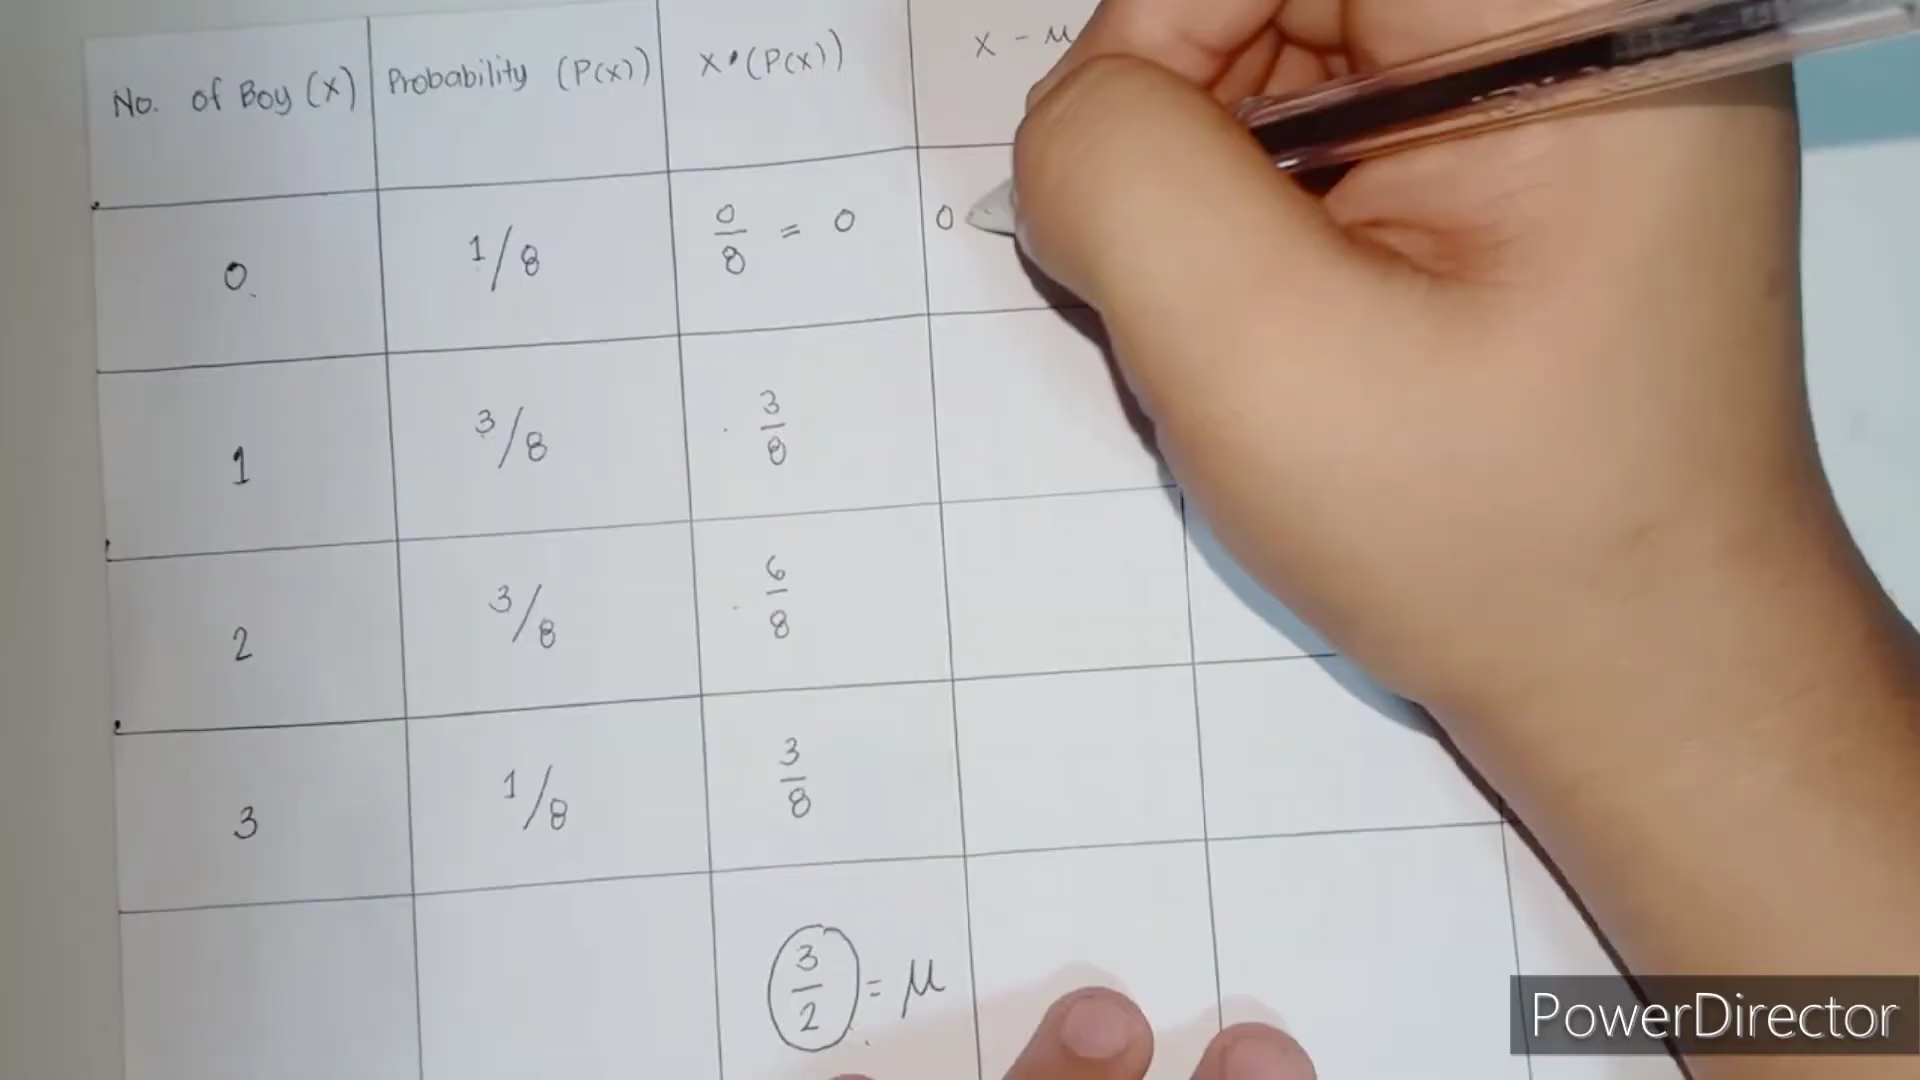 No. of Boy (X) Probability (P(x)) X•(P(x)) X - μ
0 1/8 0/8 = 0 0
1 3/8 3/8
2 3/8 6/8
3 1/8 3/8
3/2 = μ
PowerDirector